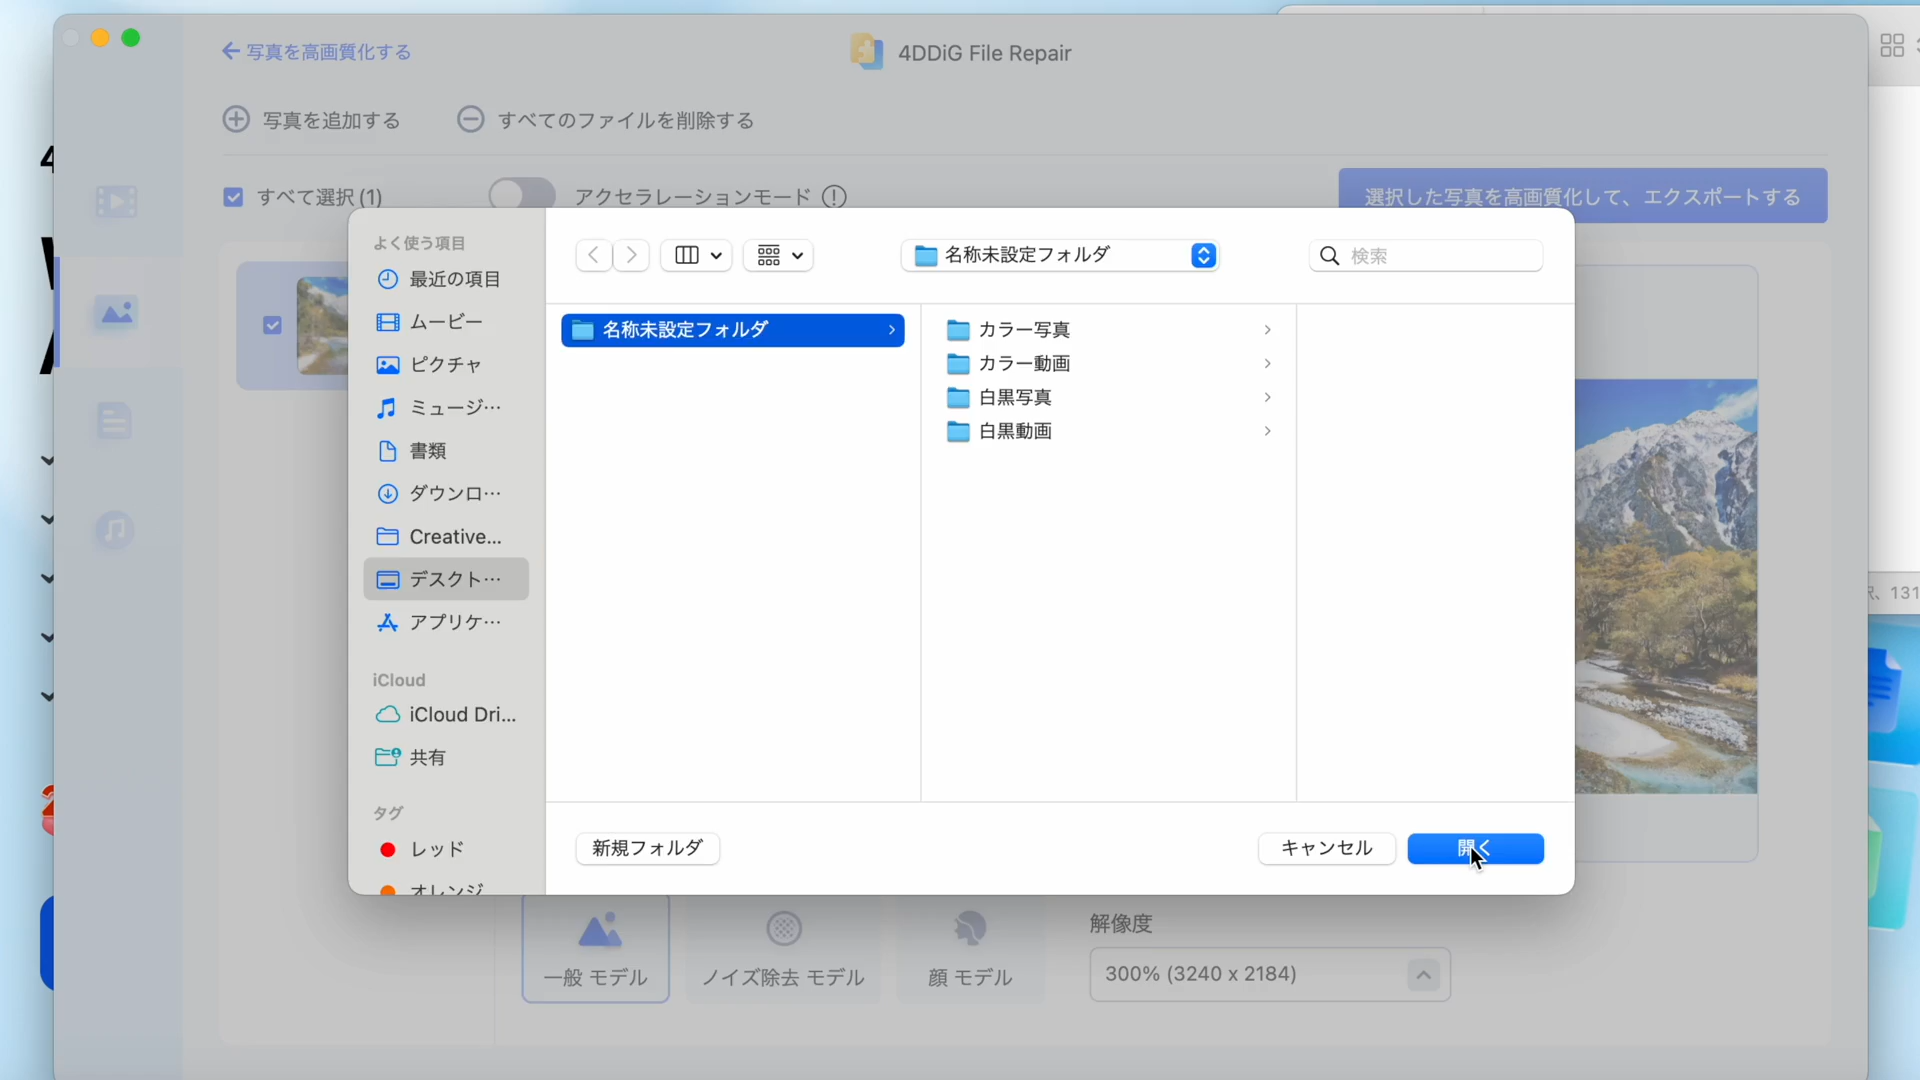 写真を高画質化する
4DDiG File Repair
写真を追加する
すべてのファイルを削除する
すべて選択 (1)
アクセラレーションモード
選択した写真を高画質化して、エクスポートする
よく使う項目
最近の項目
ムービー
ピクチャ
ミュージ…
書類
ダウンロ…
Creative...
デスクト…
アプリケ…
iCloud
iCloud Dri...
共有
タグ
レッド
オレンジ
名称未設定フォルダ
検索
名称未設定フォルダ
カラー写真
カラー動画
白黒写真
白黒動画
新規フォルダ
キャンセル
開く
一般 モデル
ノイズ除去 モデル
顔 モデル
解像度
300% (3240 x 2184)
、131